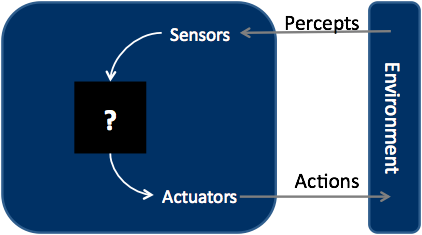 Percepts
Sensors
?
Environment
Actuators
Actions